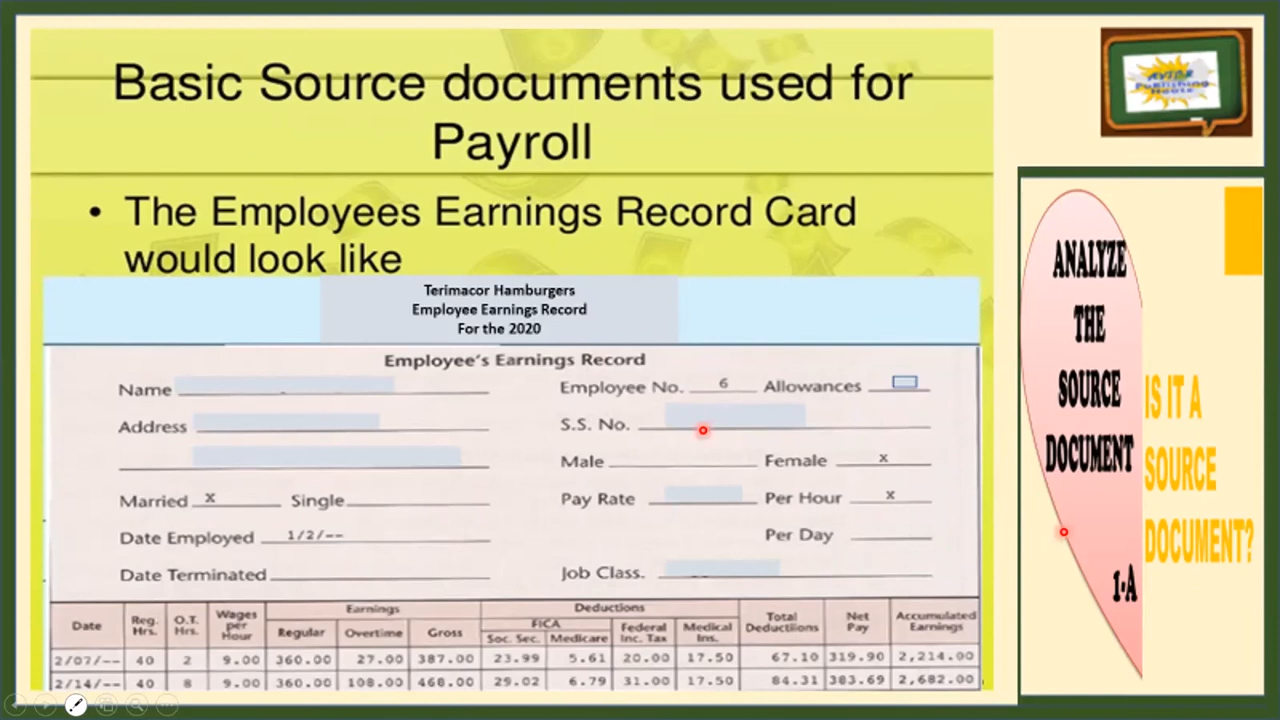 Basic Source documents used for
Payroll
• The Employees Earnings Record Card
would look like
Terimacor Hamburgers
Employee Earnings Record
For the 2020
Employee's Earnings Record
Name
Employee No. 6 Allowances
Address
S.S. No.
Male Female x
Married x Single
Pay Rate Per Hour x
Date Employed 1/2/--
Per Day
Date Terminated
Job Class.
Date Reg. Hrs. O.T. Hrs. Wages per Hour Earnings Deductions Total Deductiions Net Pay Accumulated Earnings
Regular Overtime Gross FICA Federal Inc. Tax Medical Ins.
Soc. Sec. Medicare
2/07/-- 40 2 9.00 360.00 27.00 387.00 23.99 5.61 20.00 17.50 67.10 319.90 2,214.00
2/14/-- 40 8 9.00 360.00 108.00 468.00 29.02 6.79 31.00 17.50 84.31 383.69 2,682.00
Publishing
House
ANALYZE
THE
SOURCE
DOCUMENT
1-A
IS IT A
SOURCE
DOCUMENT?